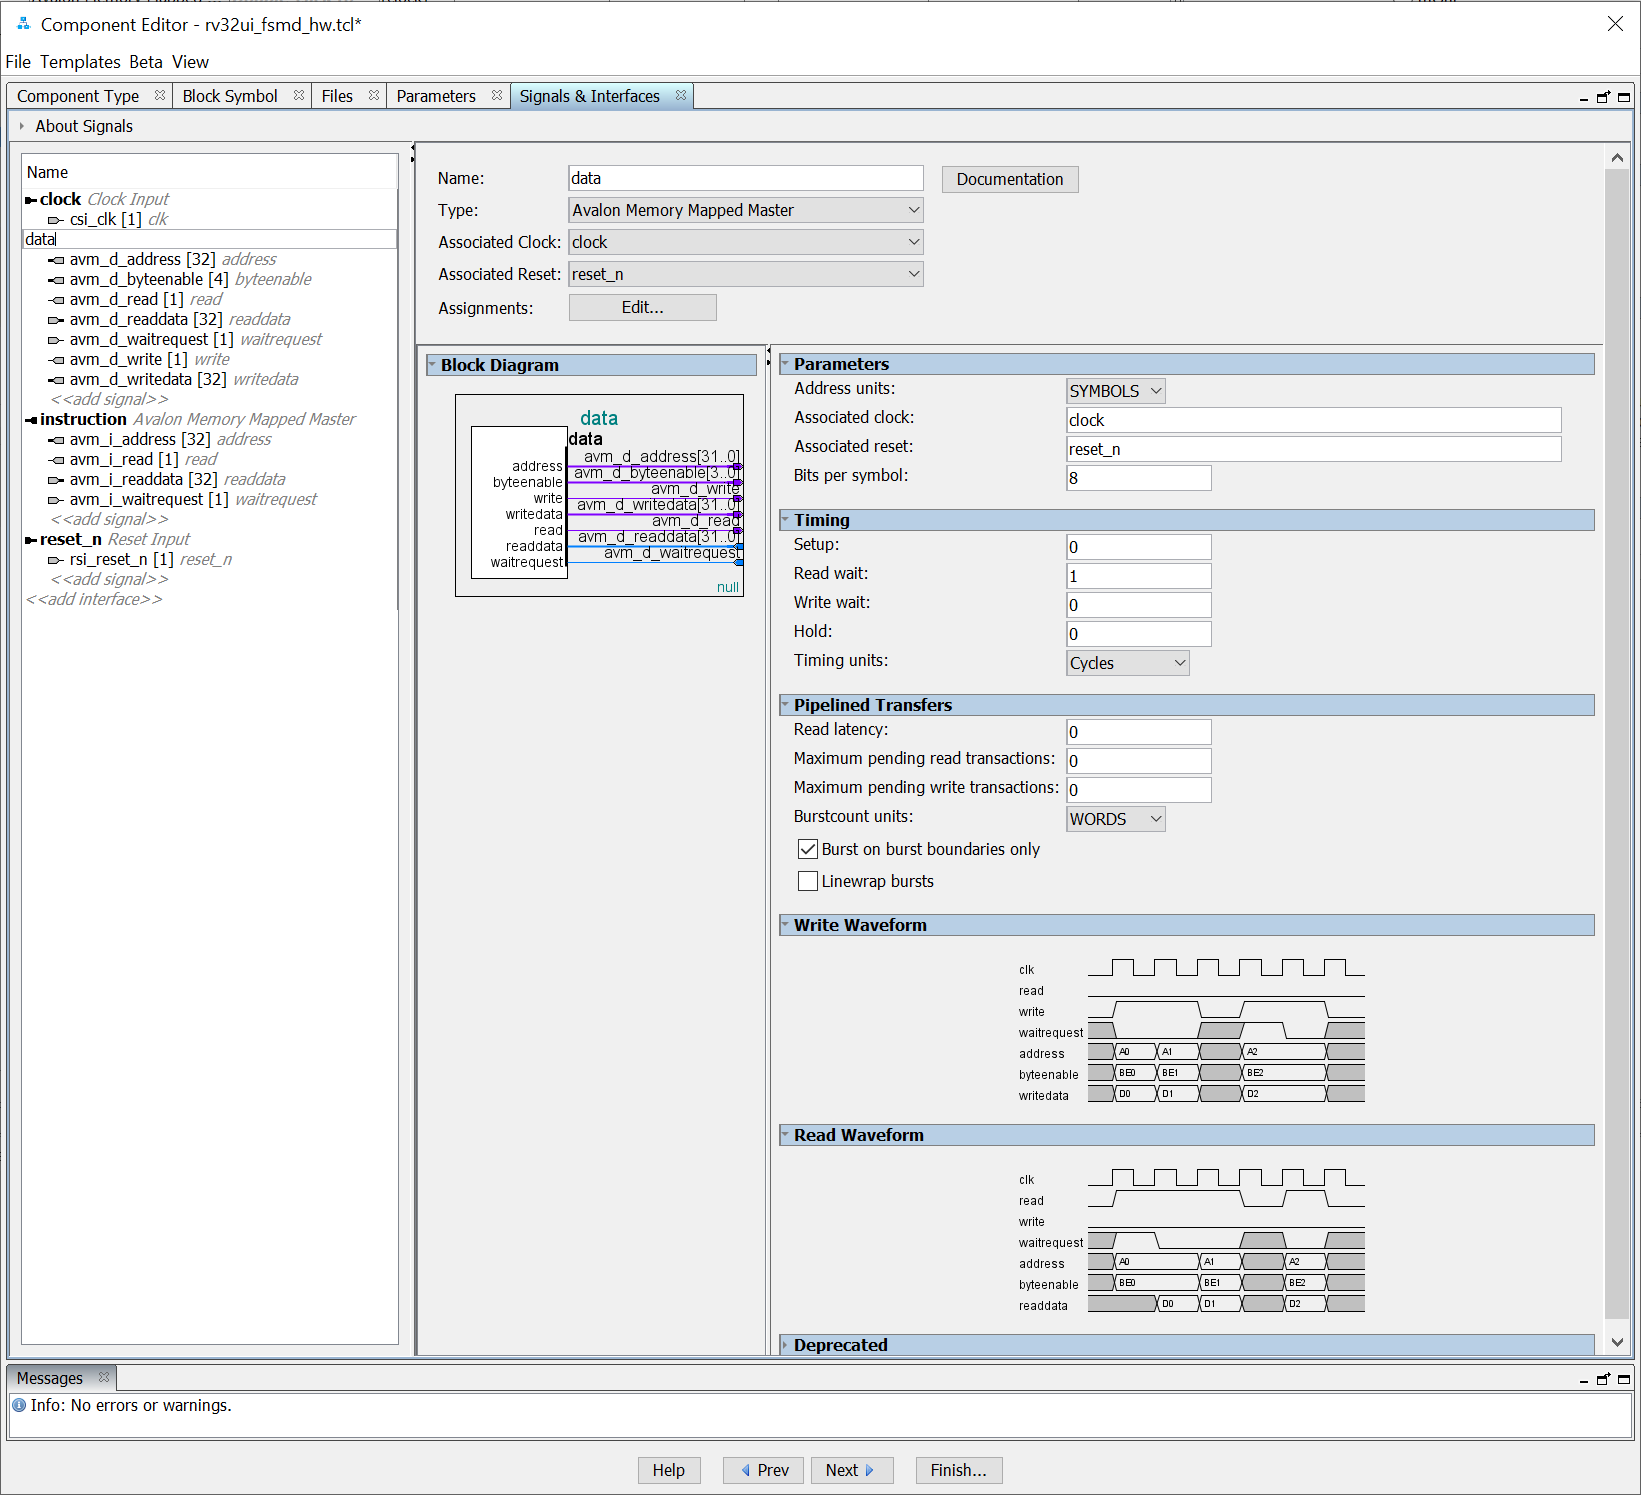 Component Editor - rv32ui_fsmd_hw.tcl*
File Templates Beta View
Component Type Block Symbol Files Parameters Signals & Interfaces
About Signals
Name
clock Clock Input
csi_clk [1] clk
data
avm_d_address [32] address
avm_d_byteenable [4] byteenable
avm_d_read [1] read
avm_d_readdata [32] readdata
avm_d_waitrequest [1] waitrequest
avm_d_write [1] write
avm_d_writedata [32] writedata
<<add signal>>
instruction Avalon Memory Mapped Master
avm_i_address [32] address
avm_i_read [1] read
avm_i_readdata [32] readdata
avm_i_waitrequest [1] waitrequest
<<add signal>>
reset_n Reset Input
rsi_reset_n [1] reset_n
<<add signal>>
<<add interface>>
Name: data Documentation
Type: Avalon Memory Mapped Master
Associated Clock: clock
Associated Reset: reset_n
Assignments: Edit...
Block Diagram
data
data
address avm_d_address[31..0]
byteenable avm_d_byteenable[3..0]
write avm_d_write
writedata avm_d_writedata[31..0]
read avm_d_read
readdata avm_d_readdata[31..0]
waitrequest avm_d_waitrequest
null
Parameters
Address units: SYMBOLS
Associated clock: clock
Associated reset: reset_n
Bits per symbol: 8
Timing
Setup: 0
Read wait: 1
Write wait: 0
Hold: 0
Timing units: Cycles
Pipelined Transfers
Read latency: 0
Maximum pending read transactions: 0
Maximum pending write transactions: 0
Burstcount units: WORDS
Burst on burst boundaries only
Linewrap bursts
Write Waveform
clk
read
write
waitrequest
address A0 A1 A2
byteenable BE0 BE1 BE2
writedata D0 D1 D2
Read Waveform
clk
read
write
waitrequest
address A0 A1 A2
byteenable BE0 BE1 BE2
readdata D0 D1 D2
Deprecated
Messages
Info: No errors or warnings.
Help Prev Next Finish...